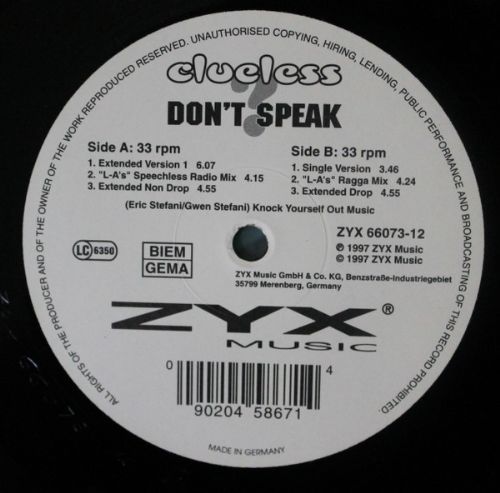 ALL RIGHTS OF THE PRODUCER AND OF THE OWNER OF THE WORK REPRODUCED RESERVED. UNAUTHORISED COPYING, HIRING, LENDING, PUBLIC PERFORMANCE AND BROADCASTING OF THIS RECORD PROHIBITED.
clueless
?
DON'T SPEAK
Side A: 33 rpm
1. Extended Version 1 6.07
2. "L-A's" Speechless Radio Mix 4.15
3. Extended Non Drop 4.55
Side B: 33 rpm
1. Single Version 3.46
2. "L-A's" Ragga Mix 4.24
3. Extended Drop 4.55
(Eric Stefani/Gwen Stefani) Knock Yourself Out Music
LC 6350
BIEM
GEMA
ZYX 66073-12
℗ 1997 ZYX Music
© 1997 ZYX Music
ZYX Music GmbH & Co. KG, Benzstraße-Industriegebiet
35799 Merenberg, Germany
ZYX®
MUSIC
0 90204 58671 4
MADE IN GERMANY